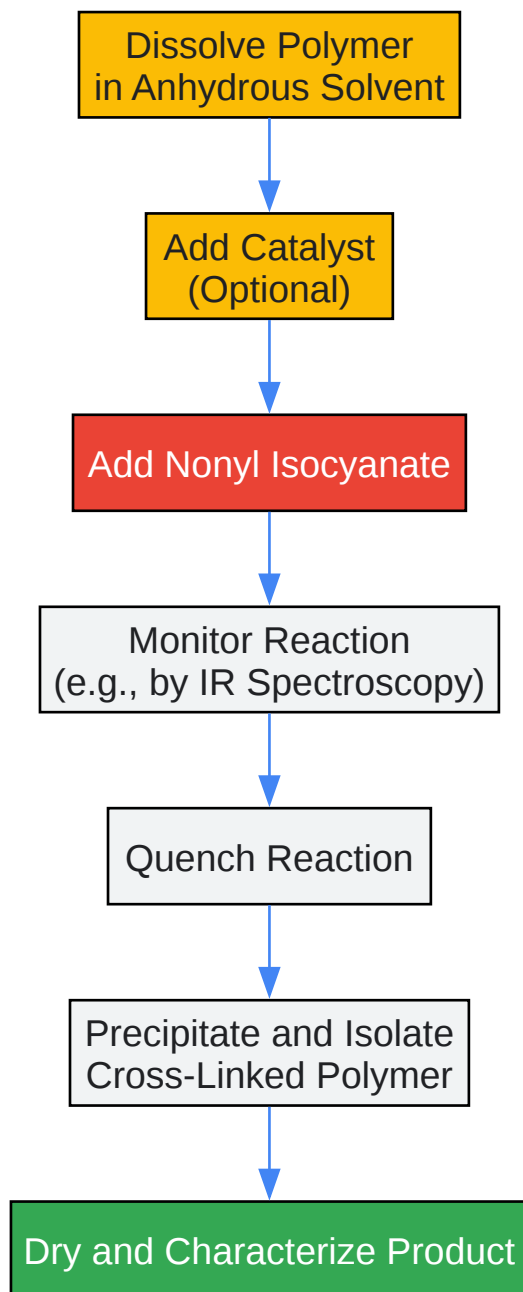 Dissolve Polymer
in Anhydrous Solvent
Add Catalyst
(Optional)
Add Nonyl Isocyanate
Monitor Reaction
(e.g., by IR Spectroscopy)
Quench Reaction
Precipitate and Isolate
Cross-Linked Polymer
Dry and Characterize Product